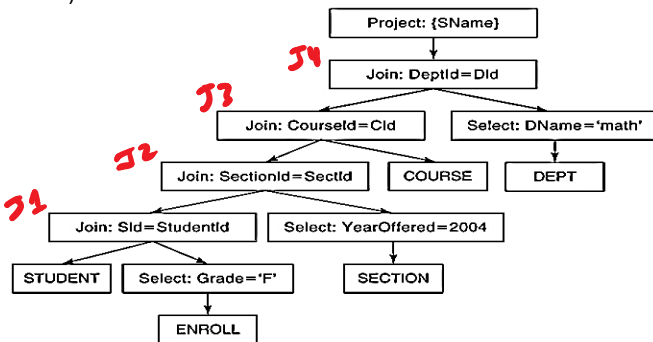 Project: {SName}
J4
Join: DeptId=DId
J3
Join: CourseId=CId
Select: DName='math'
J2
Join: SectionId=SectId
COURSE
DEPT
J1
Join: SId=StudentId
Select: YearOffered=2004
STUDENT
Select: Grade='F'
SECTION
ENROLL